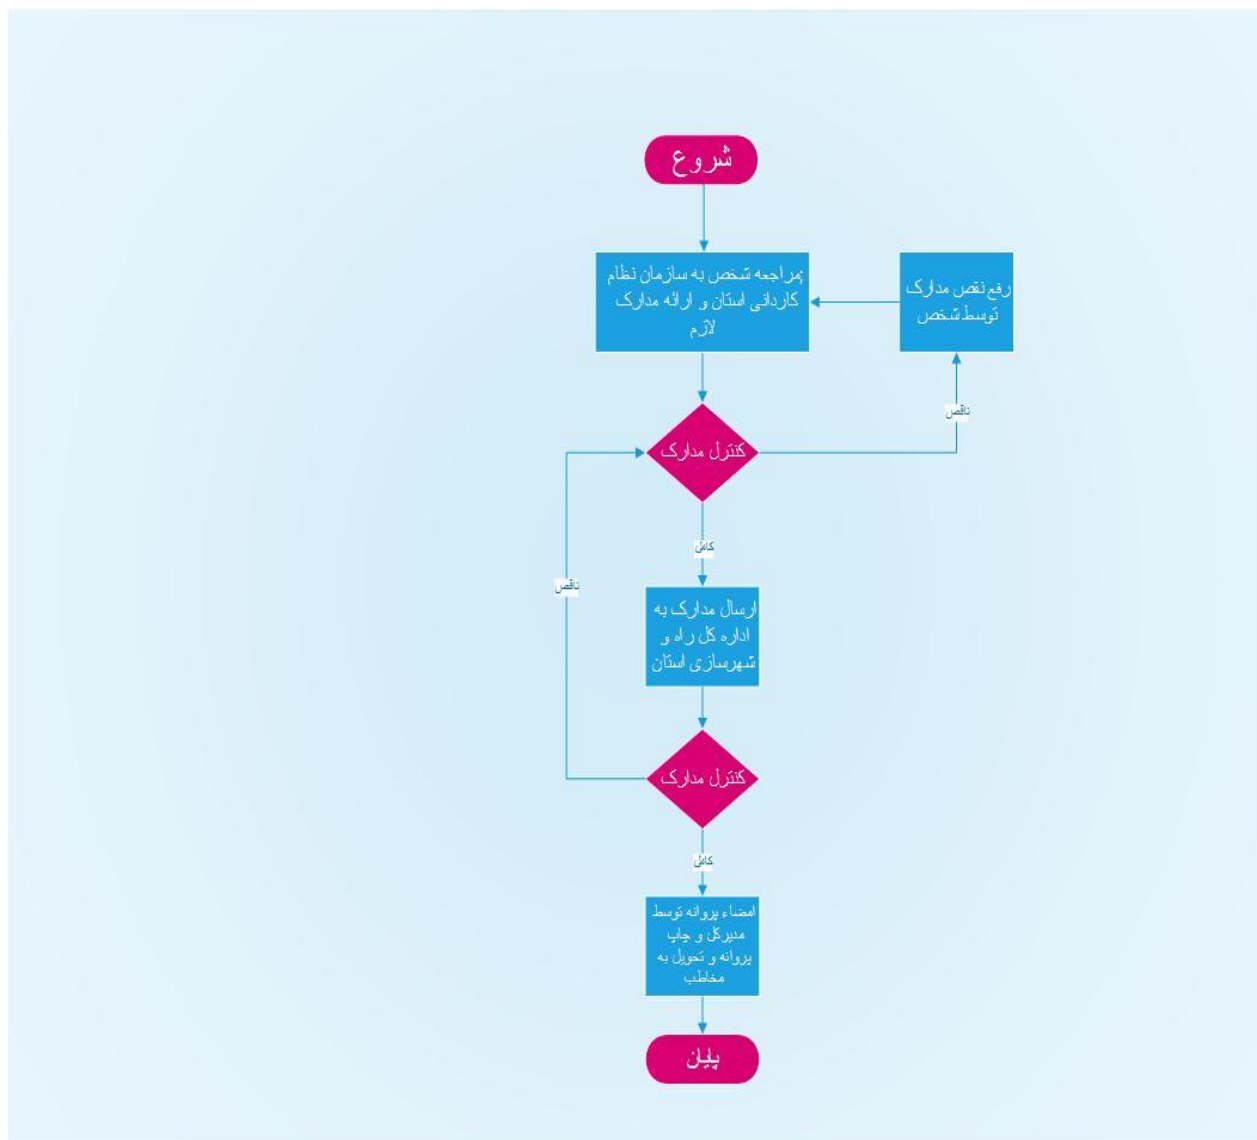 شروع
مراجعه شخص به سازمان نظام
کاردانی استان و ارائه مدارک
لازم
رفع نقص مدارک
توسط شخص
ناقص
کنترل مدارک
کامل
ناقص
ارسال مدارک به
اداره کل راه و
شهرسازی استان
کنترل مدارک
کامل
امضاء پروانه توسط
مدیرکل و چاپ
پروانه و تحویل به
مخاطب
پایان